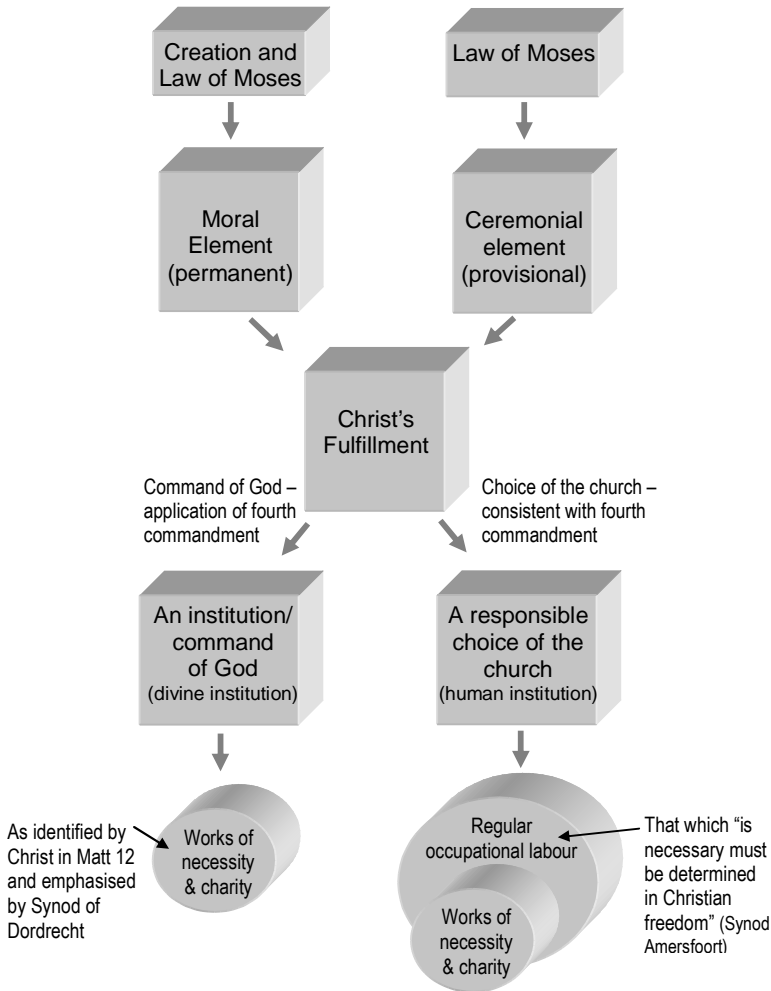 Creation and
Law of Moses
Law of Moses
Moral
Element
(permanent)
Ceremonial
element
(provisional)
Christ's
Fulfillment
Command of God –
application of fourth
commandment
Choice of the church –
consistent with fourth
commandment
An institution/
command
of God
(divine institution)
A responsible
choice of the
church
(human institution)
As identified by
Christ in Matt 12
and emphasised
by Synod of
Dordrecht
Works of
necessity
& charity
Regular
occupational labour
Works of
necessity
& charity
That which “is
necessary must
be determined
in Christian
freedom” (Synod
Amersfoort)